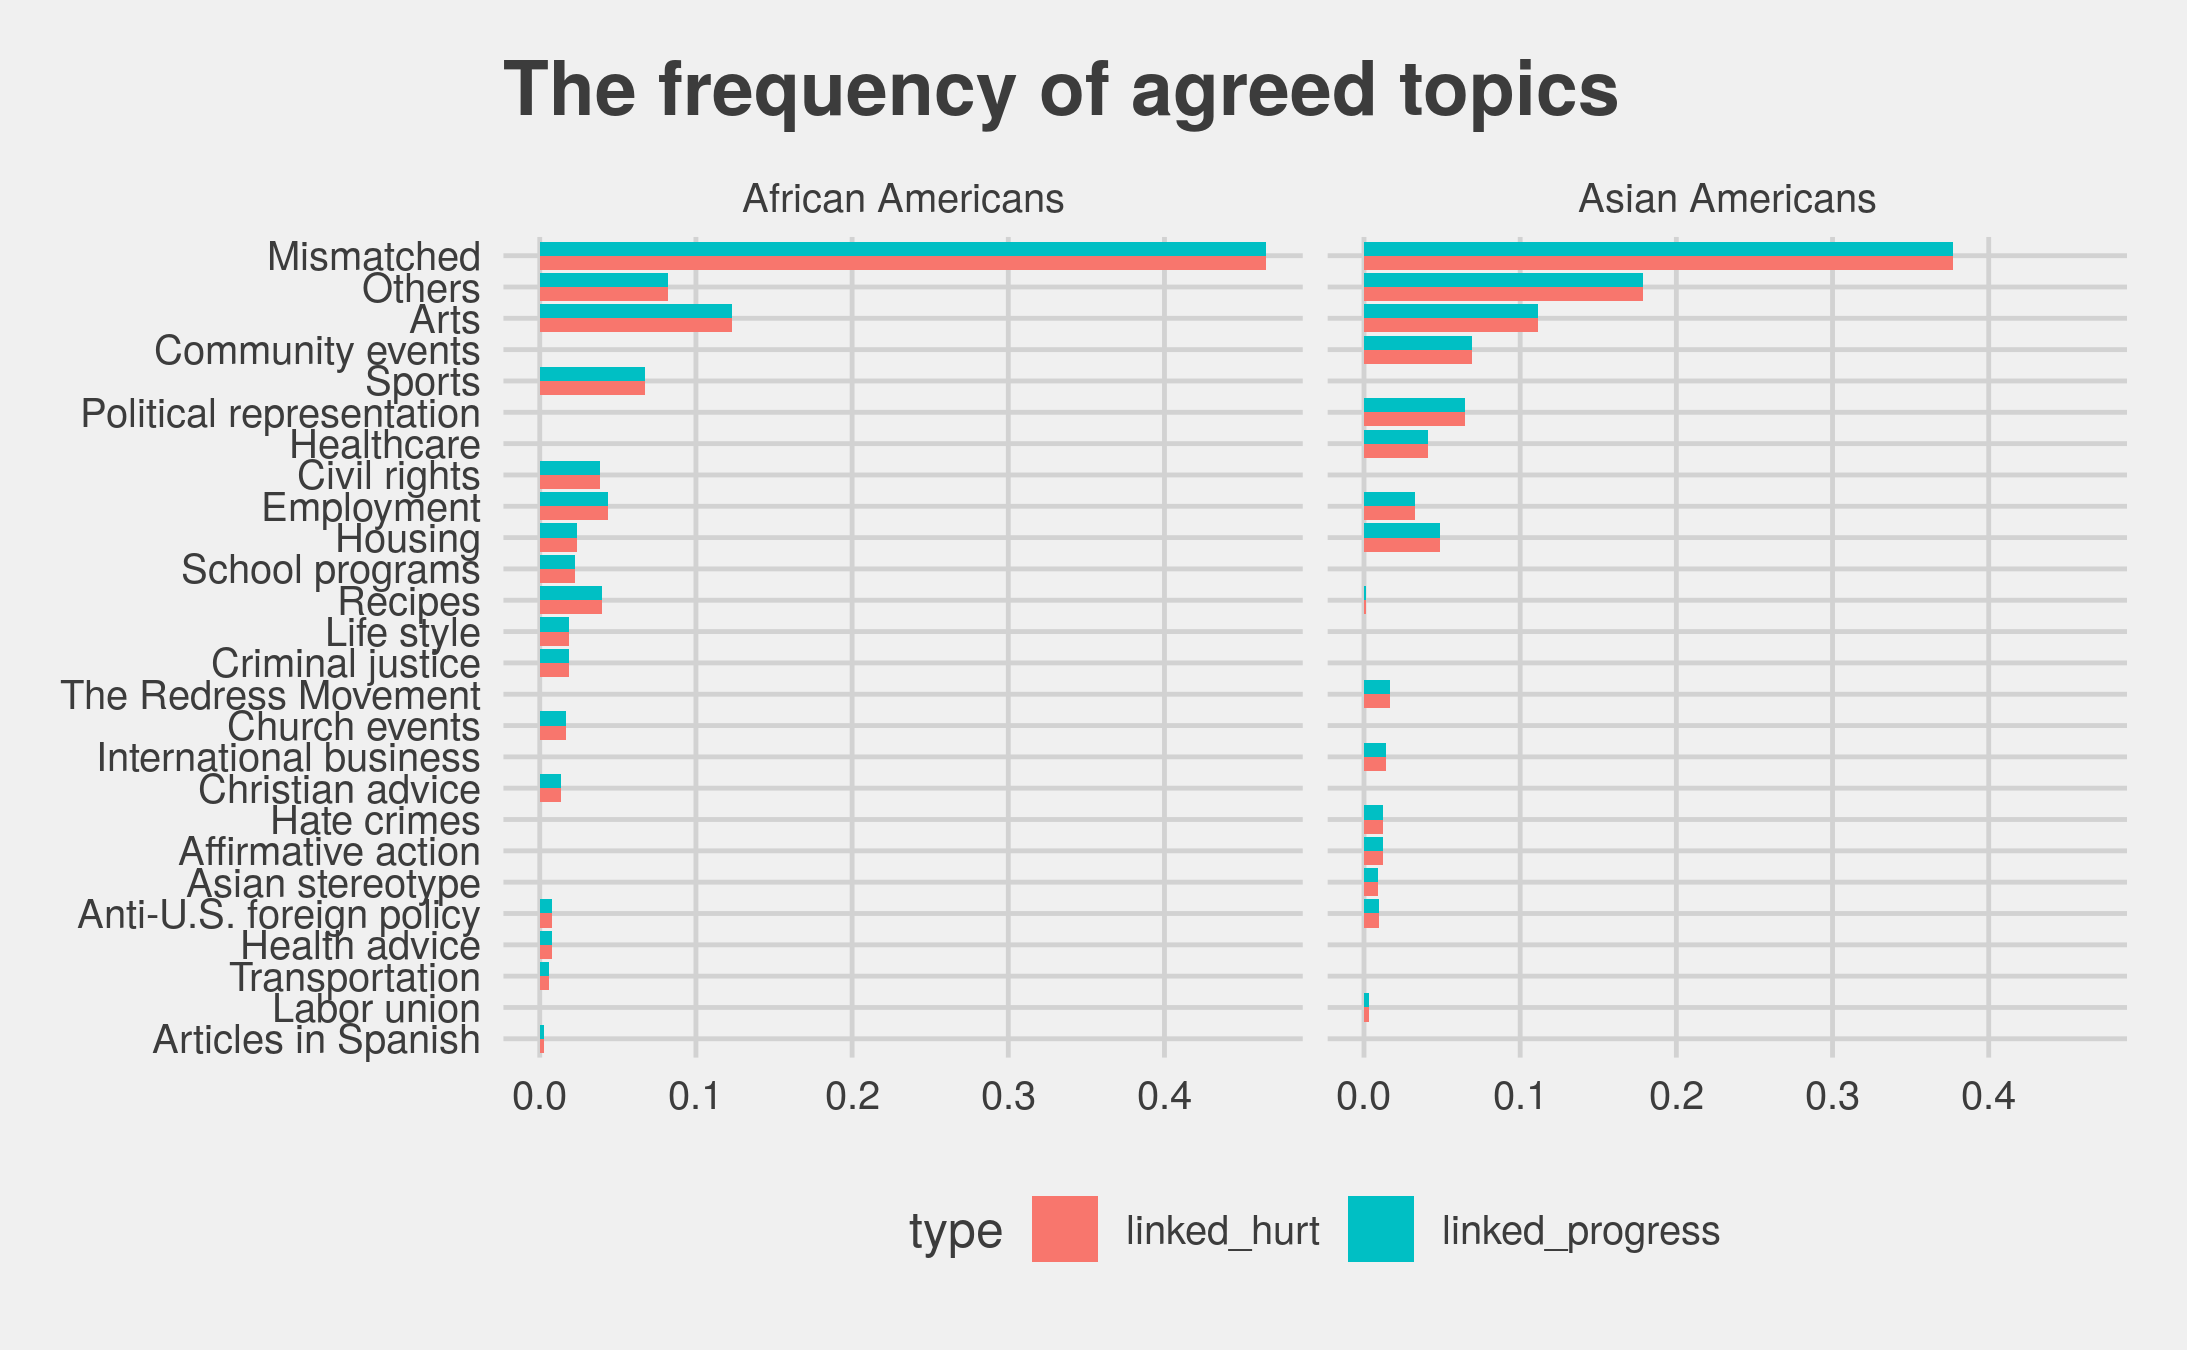 The frequency of agreed topics
African Americans
Asian Americans
Mismatched
Others
Arts
Community events
Sports
Political representation
Healthcare
Civil rights
Employment
Housing
School programs
Recipes
Life style
Criminal justice
The Redress Movement
Church events
International business
Christian advice
Hate crimes
Affirmative action
Asian stereotype
Anti-U.S. foreign policy
Health advice
Transportation
Labor union
Articles in Spanish
0.0 0.1 0.2 0.3 0.4
0.0 0.1 0.2 0.3 0.4
type linked_hurt linked_progress